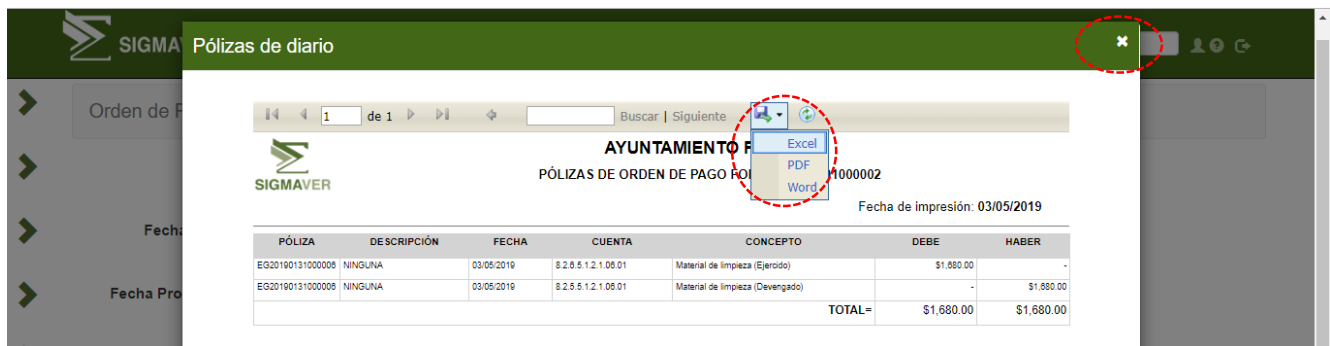 SIGMA
Pólizas de diario
Orden de P
1 de 1 Buscar | Siguiente
Excel
PDF
Word
SIGMAVER
AYUNTAMIENTO
PÓLIZAS DE ORDEN DE PAGO FO 1000002
Fecha de impresión: 03/05/2019
Fecha
Fecha Pro
PÓLIZA DESCRIPCIÓN FECHA CUENTA CONCEPTO DEBE HABER
EG20190131000006 NINGUNA 03/05/2019 8.2.6.5.1.2.1.06.01 Material de limpieza (Ejercido) $1,680.00 -
EG20190131000006 NINGUNA 03/05/2019 8.2.5.5.1.2.1.06.01 Material de limpieza (Devengado) - $1,680.00
TOTAL= $1,680.00 $1,680.00